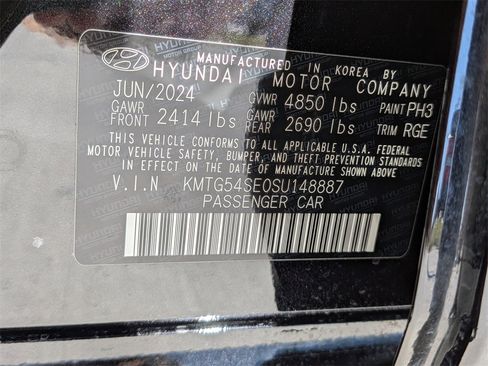 MANUFACTURED IN KOREA BY
HYUNDAI MOTOR COMPANY
JUN/2024 GVWR 4850 lbs PAINT PH3
GAWR FRONT 2414 lbs GAWR REAR 2690 lbs TRIM RGE
THIS VEHICLE CONFORMS TO ALL APPLICABLE U.S.A. FEDERAL
MOTOR VEHICLE SAFETY, BUMPER, AND THEFT PREVENTION STANDARDS
IN EFFECT ON THE DATE OF MANUFACTURE SHOWN ABOVE.
V.I.N KMTG54SE0SU148887
PASSENGER CAR